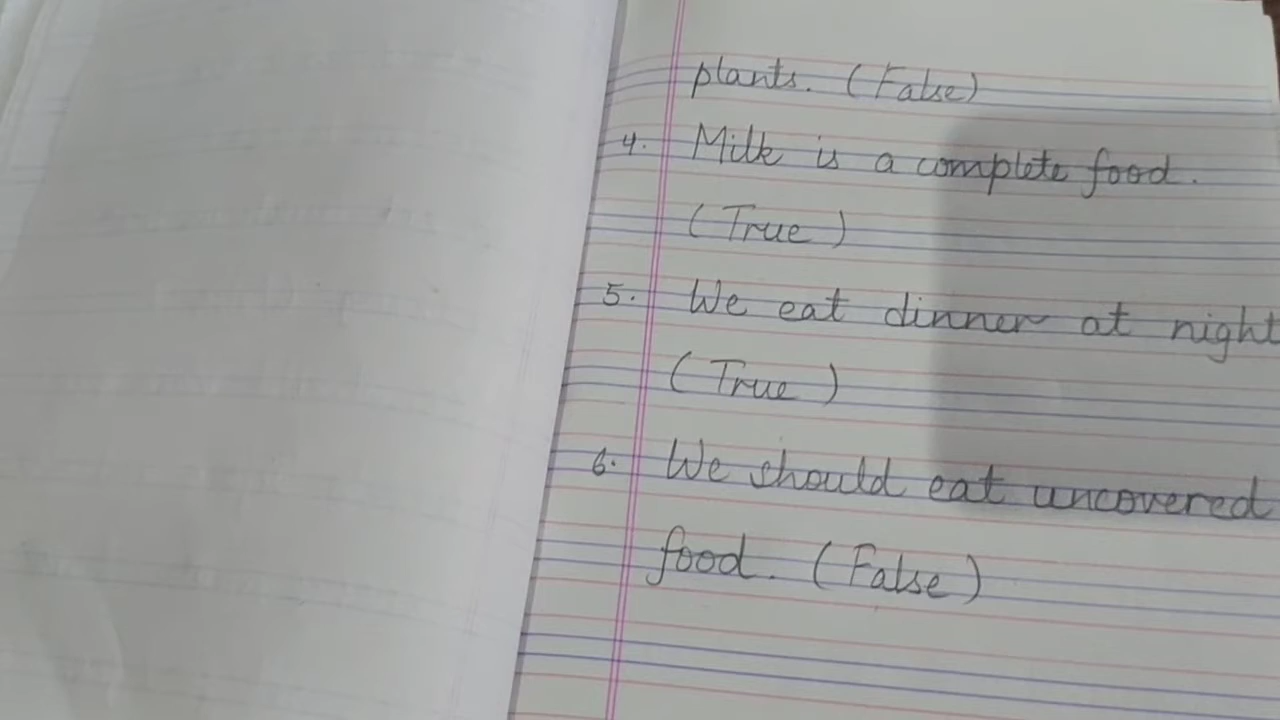 plants. (False)
4. Milk is a complete food.
(True)
5. We eat dinner at night
(True)
6. We should eat uncovered
food. (False)